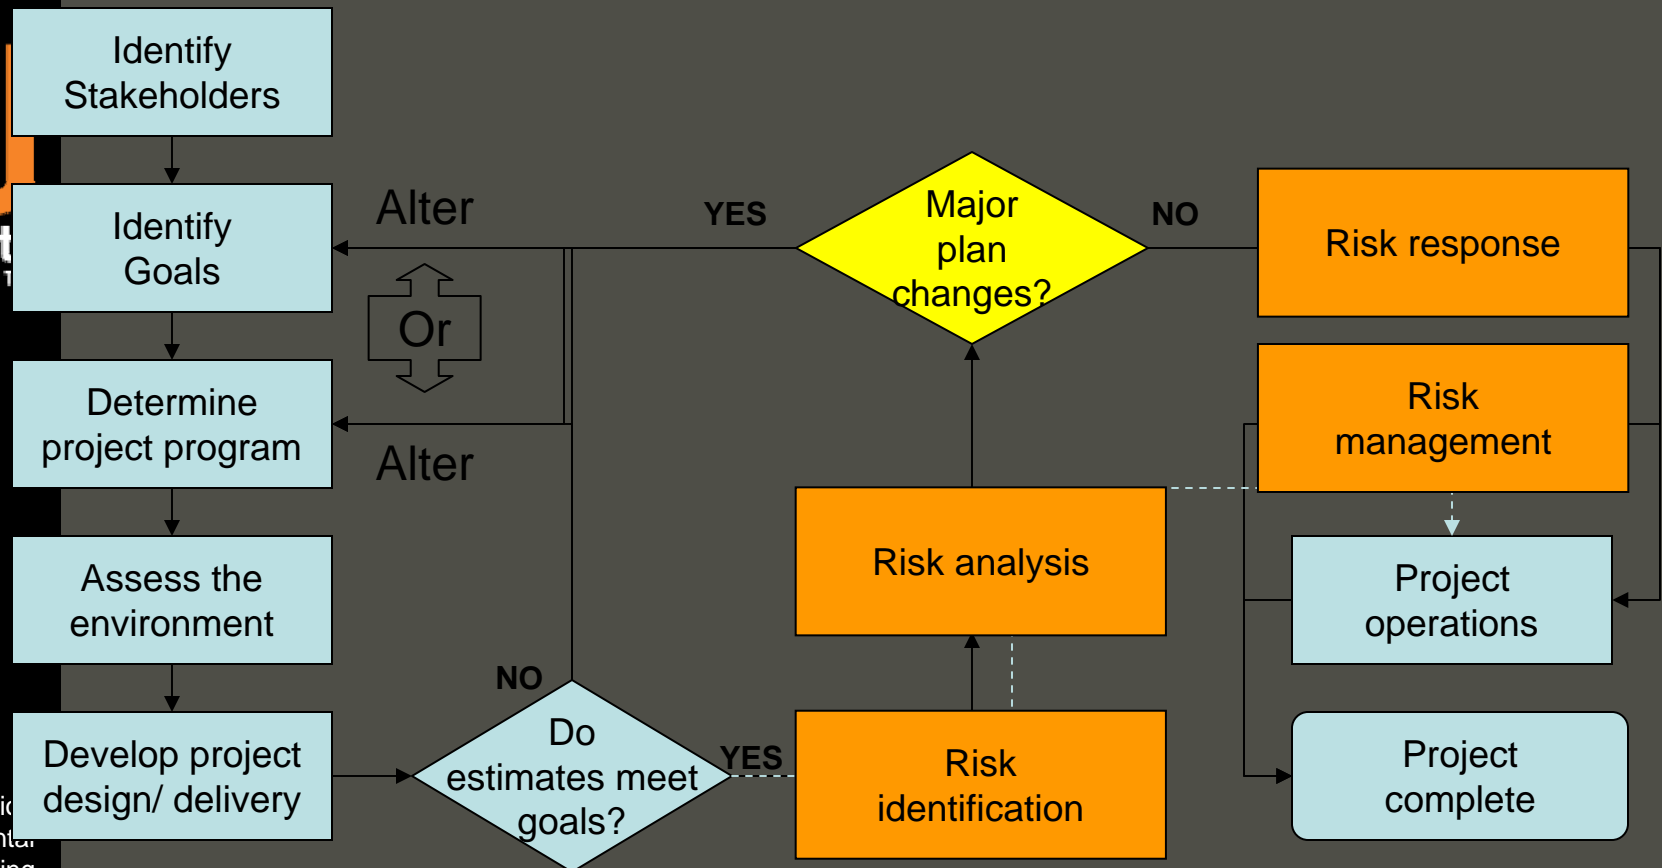 Identify
Stakeholders
Identify
Goals
Determine
project program
Assess the
environment
Develop project
design/ delivery
Alter
Or
Alter
NO
Do
estimates meet
goals?
YES
YES
Major
plan
changes?
NO
Risk analysis
Risk
identification
Risk response
Risk
management
Project
operations
Project
complete